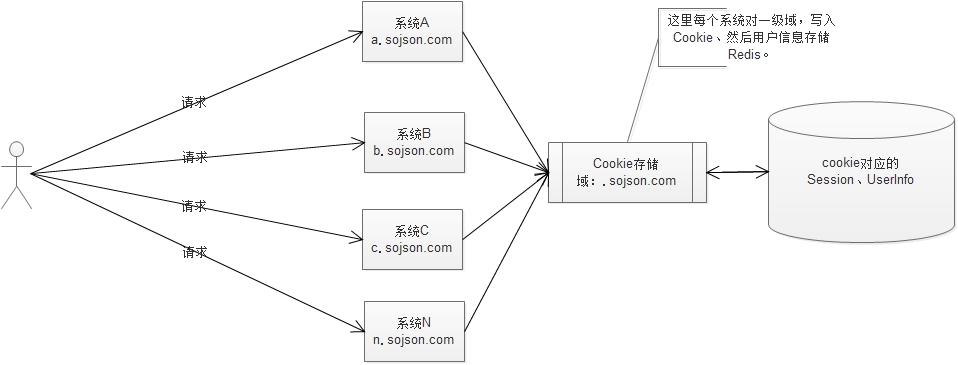 系统A
a. sojson.com
请求
系统B
b. sojson.com
请求
系统C
c. sojson.com
请求
系统N
n. sojson.com
请求
Cookie存储
域：. sojson.com
这里每个系统对一级域，写入
Cookie、然后用户信息存储
Redis。
cookie对应的
Session、UserInfo